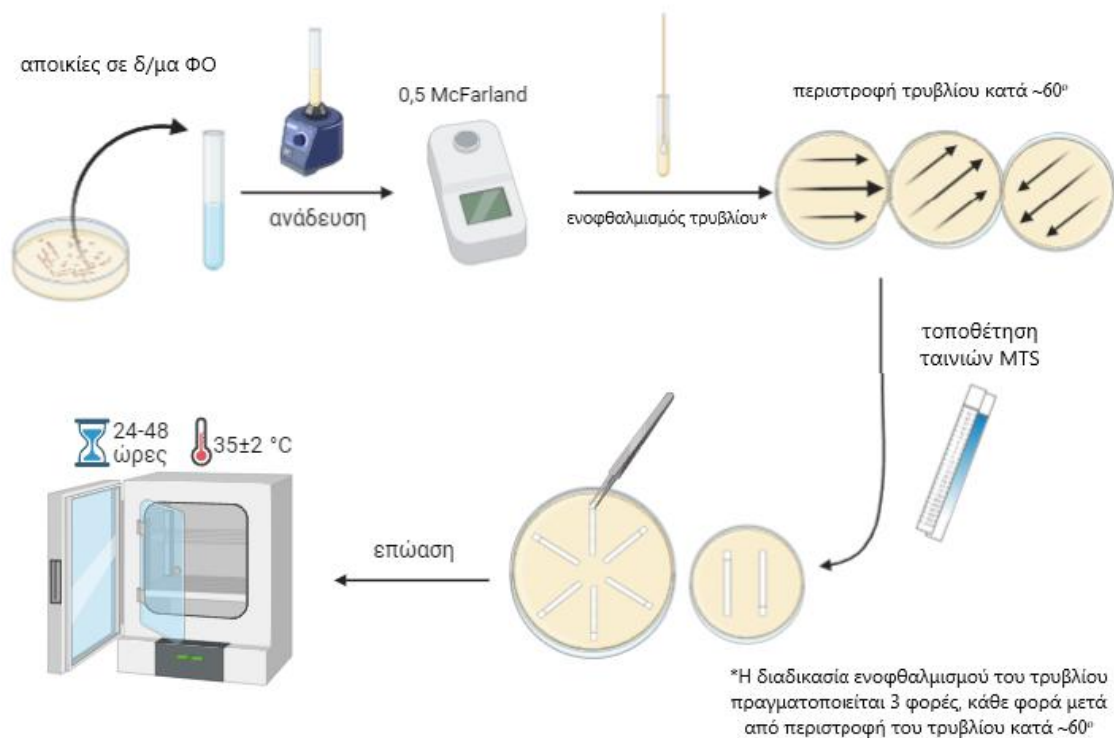 αποικίες σε δ/μα ΦΟ
ανάδευση
0,5 McFarland
ενοφθαλμισμός τρυβλίου*
περιστροφή τρυβλίου κατά ~60º
τοποθέτηση
ταινιών MTS
επώαση
24-48
ώρες
35±2 °C
*Η διαδικασία ενοφθαλμισμού του τρυβλίου
πραγματοποιείται 3 φορές, κάθε φορά μετά
από περιστροφή του τρυβλίου κατά ~60º